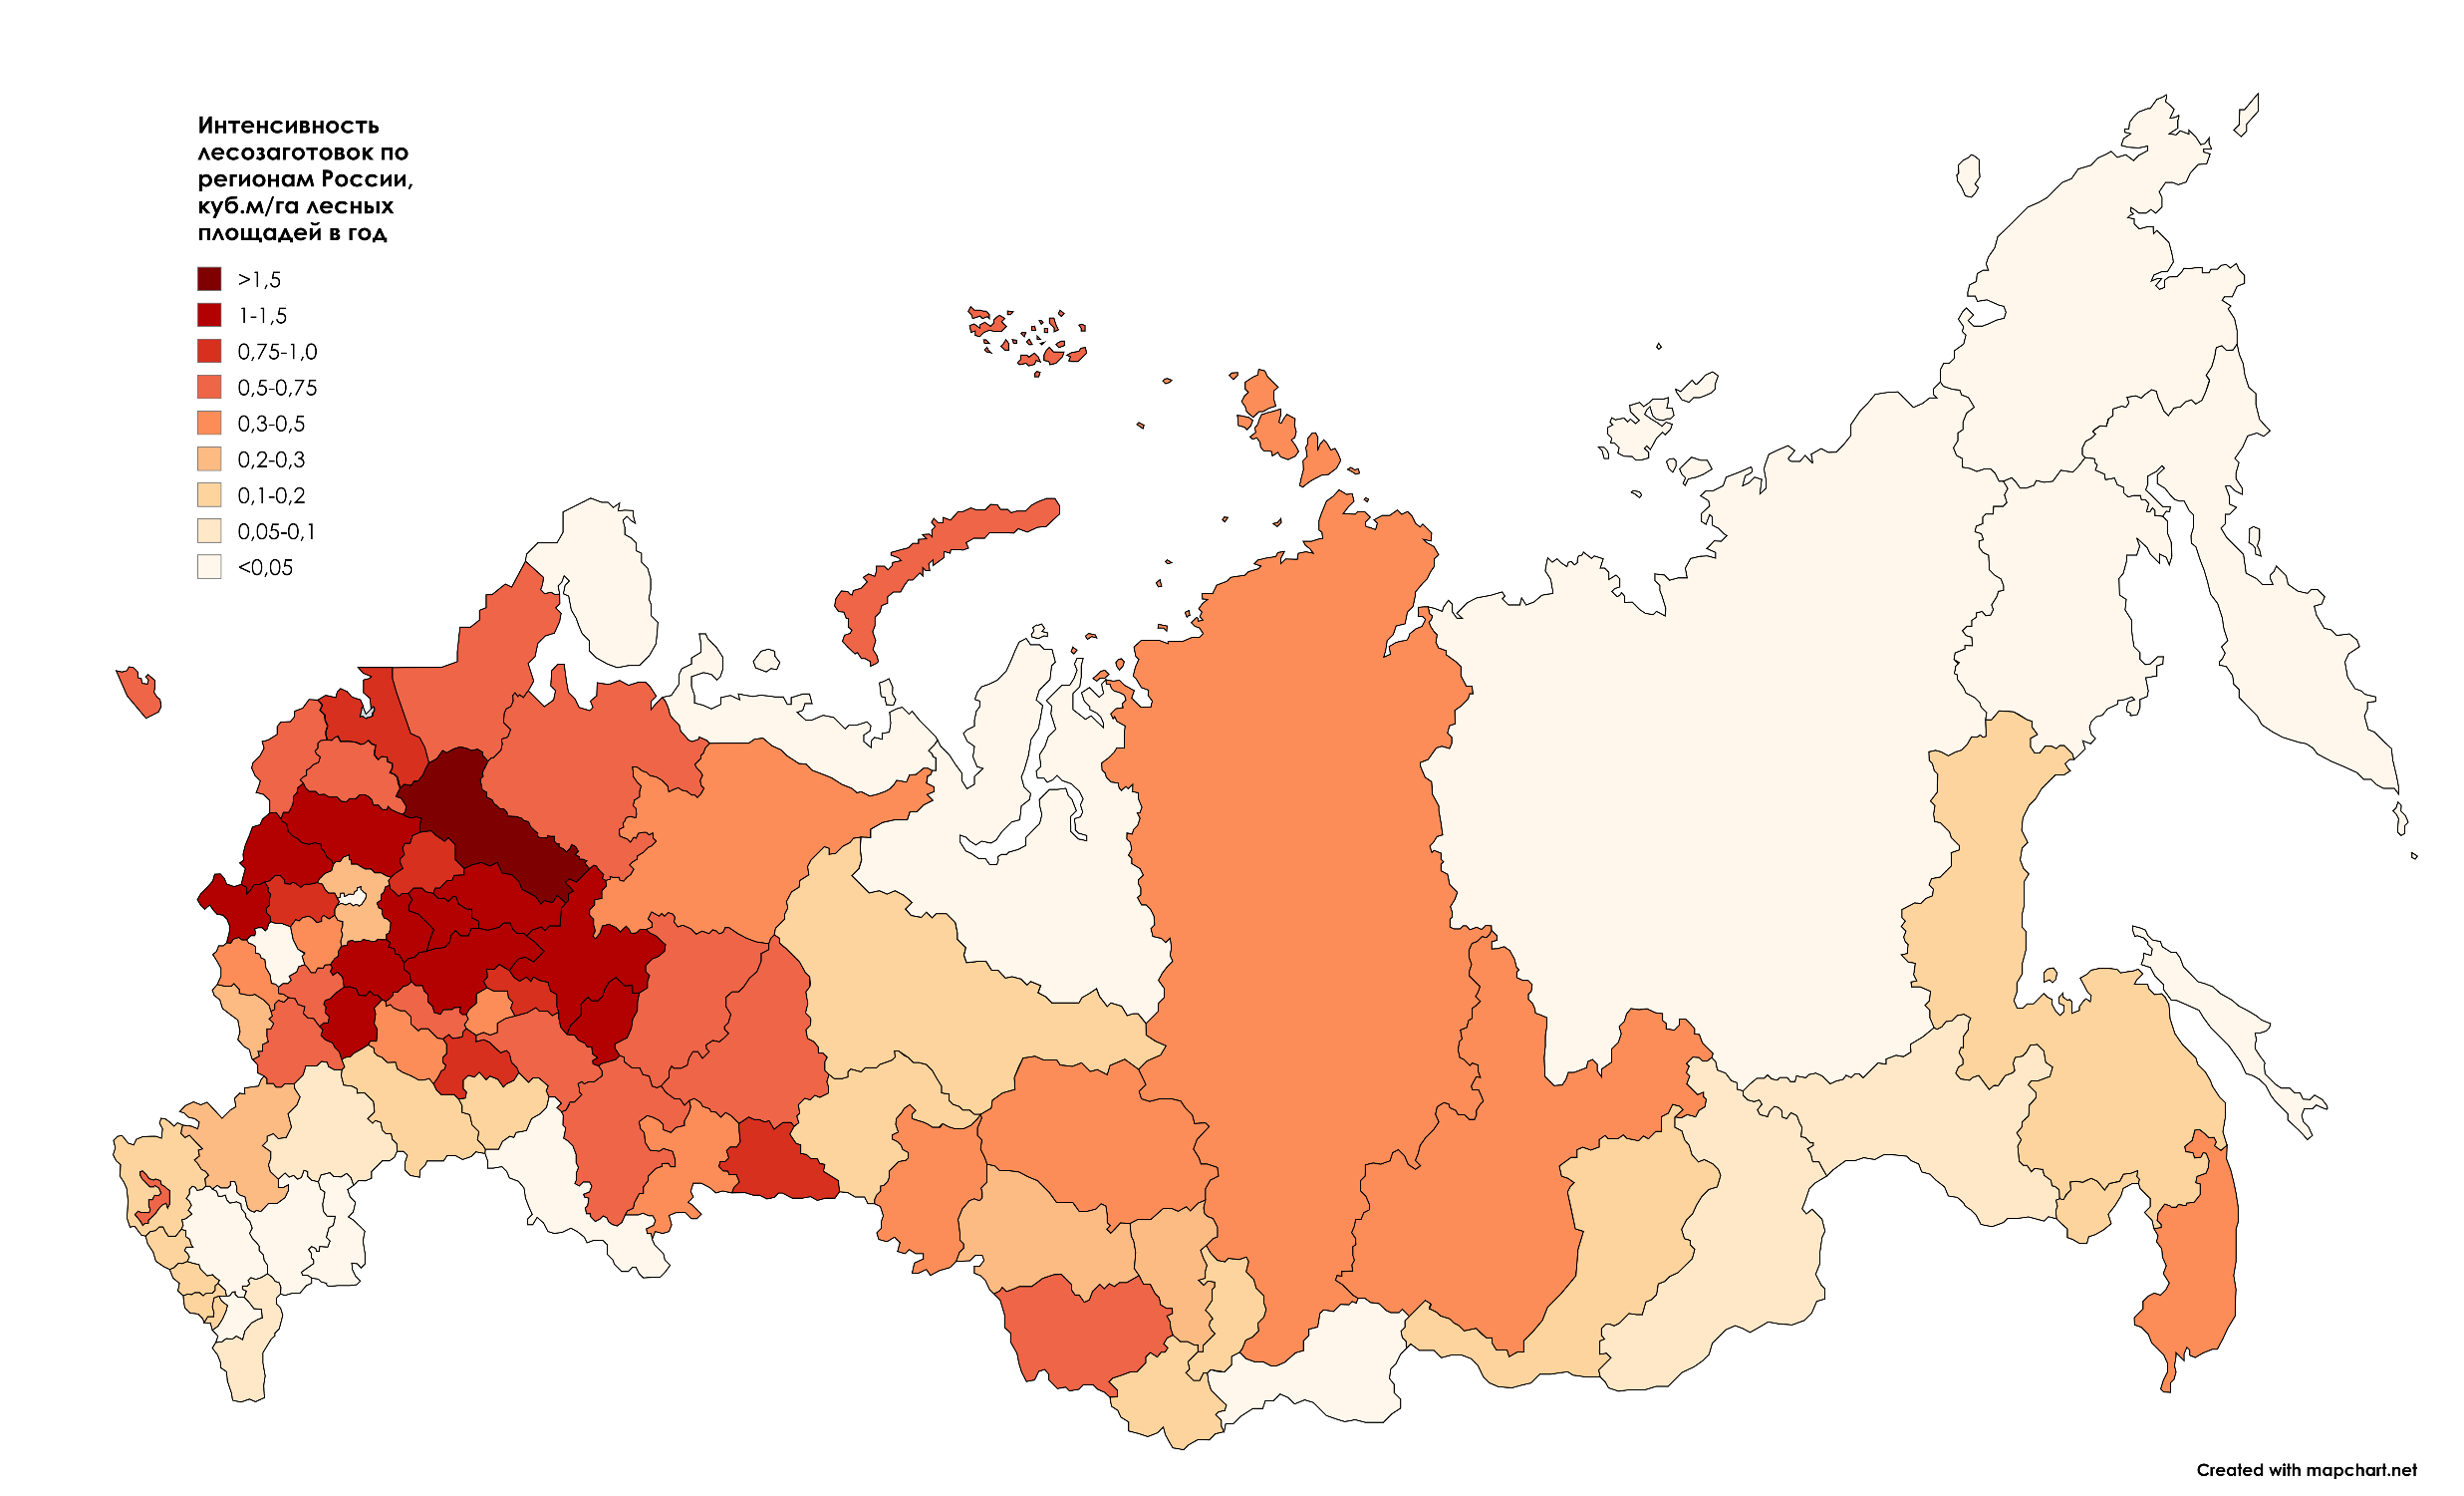 Интенсивность
лесозаготовок по
регионам России,
куб.м/га лесных
площадей в год
>1,5
1-1,5
0,75-1,0
0,5-0,75
0,3-0,5
0,2-0,3
0,1-0,2
0,05-0,1
<0,05
Created with mapchart.net